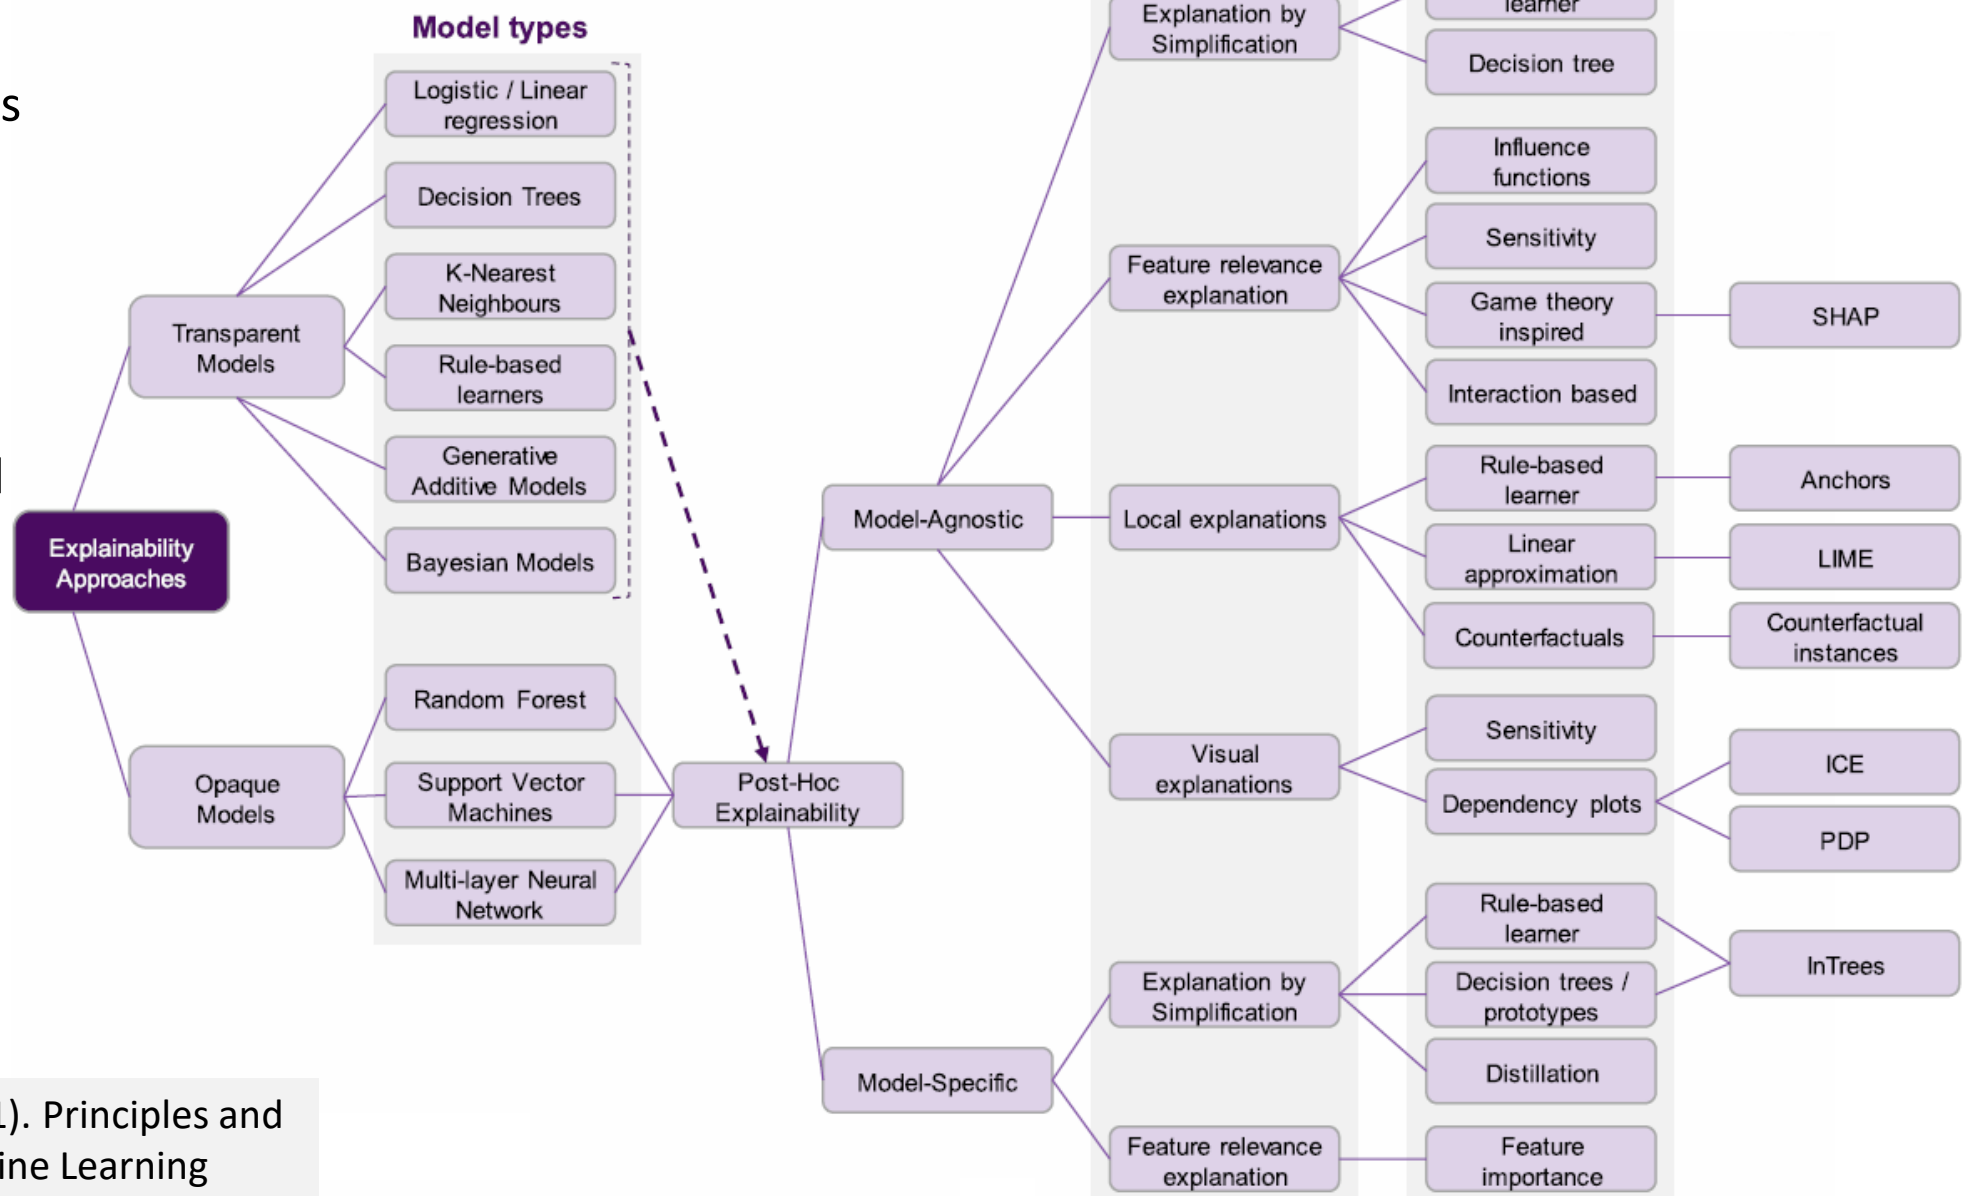 Model types
s
l
Explainability
Approaches
Transparent
Models
Opaque
Models
Logistic / Linear
regression
Decision Trees
K-Nearest
Neighbours
Rule-based
learners
Generative
Additive Models
Bayesian Models
Random Forest
Support Vector
Machines
Multi-layer Neural
Network
Post-Hoc
Explainability
Model-Agnostic
Model-Specific
Explanation by
Simplification
learner
Decision tree
Feature relevance
explanation
Influence
functions
Sensitivity
Game theory
inspired
SHAP
Interaction based
Local explanations
Rule-based
learner
Anchors
Linear
approximation
LIME
Counterfactuals
Counterfactual
instances
Visual
explanations
Sensitivity
Dependency plots
ICE
PDP
Explanation by
Simplification
Rule-based
learner
Decision trees /
prototypes
InTrees
Distillation
Feature relevance
explanation
Feature
importance
1). Principles and
ine Learning